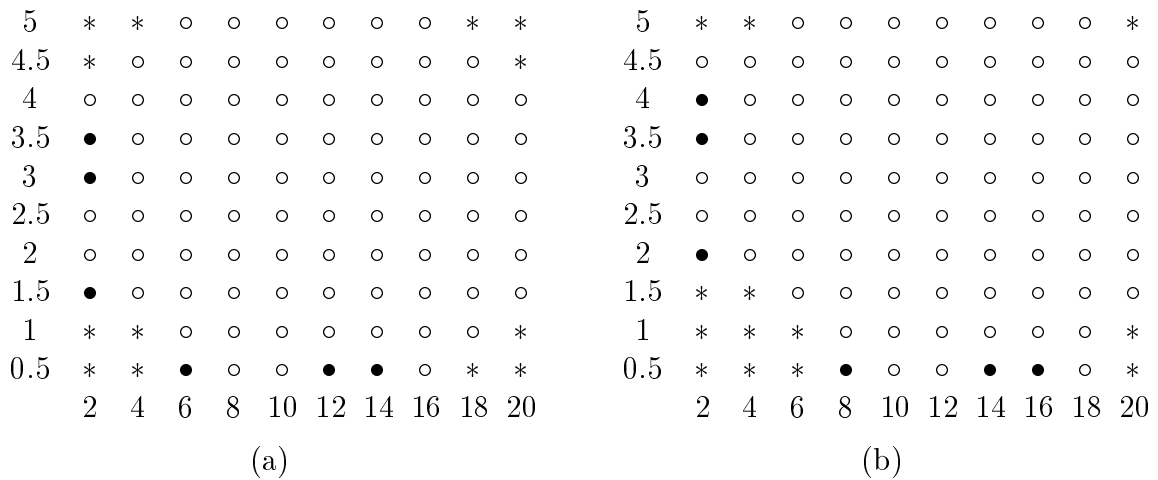 5 * * ○ ○ ○ ○ ○ ○ * * 5 * * ○ ○ ○ ○ ○ ○ ○ *
4.5 * ○ ○ ○ ○ ○ ○ ○ ○ * 4.5 ○ ○ ○ ○ ○ ○ ○ ○ ○ ○
4 ○ ○ ○ ○ ○ ○ ○ ○ ○ ○ 4 ● ○ ○ ○ ○ ○ ○ ○ ○ ○
3.5 ● ○ ○ ○ ○ ○ ○ ○ ○ ○ 3.5 ● ○ ○ ○ ○ ○ ○ ○ ○ ○
3 ● ○ ○ ○ ○ ○ ○ ○ ○ ○ 3 ○ ○ ○ ○ ○ ○ ○ ○ ○ ○
2.5 ○ ○ ○ ○ ○ ○ ○ ○ ○ ○ 2.5 ○ ○ ○ ○ ○ ○ ○ ○ ○ ○
2 ○ ○ ○ ○ ○ ○ ○ ○ ○ ○ 2 ● ○ ○ ○ ○ ○ ○ ○ ○ ○
1.5 ● ○ ○ ○ ○ ○ ○ ○ ○ ○ 1.5 * * ○ ○ ○ ○ ○ ○ ○ ○
1 * * ○ ○ ○ ○ ○ ○ ○ * 1 * * * ○ ○ ○ ○ ○ ○ *
0.5 * * ● ○ ○ ● ● ○ * * 0.5 * * * ● ○ ○ ● ● ○ *
2 4 6 8 10 12 14 16 18 20 2 4 6 8 10 12 14 16 18 20
(a) (b)